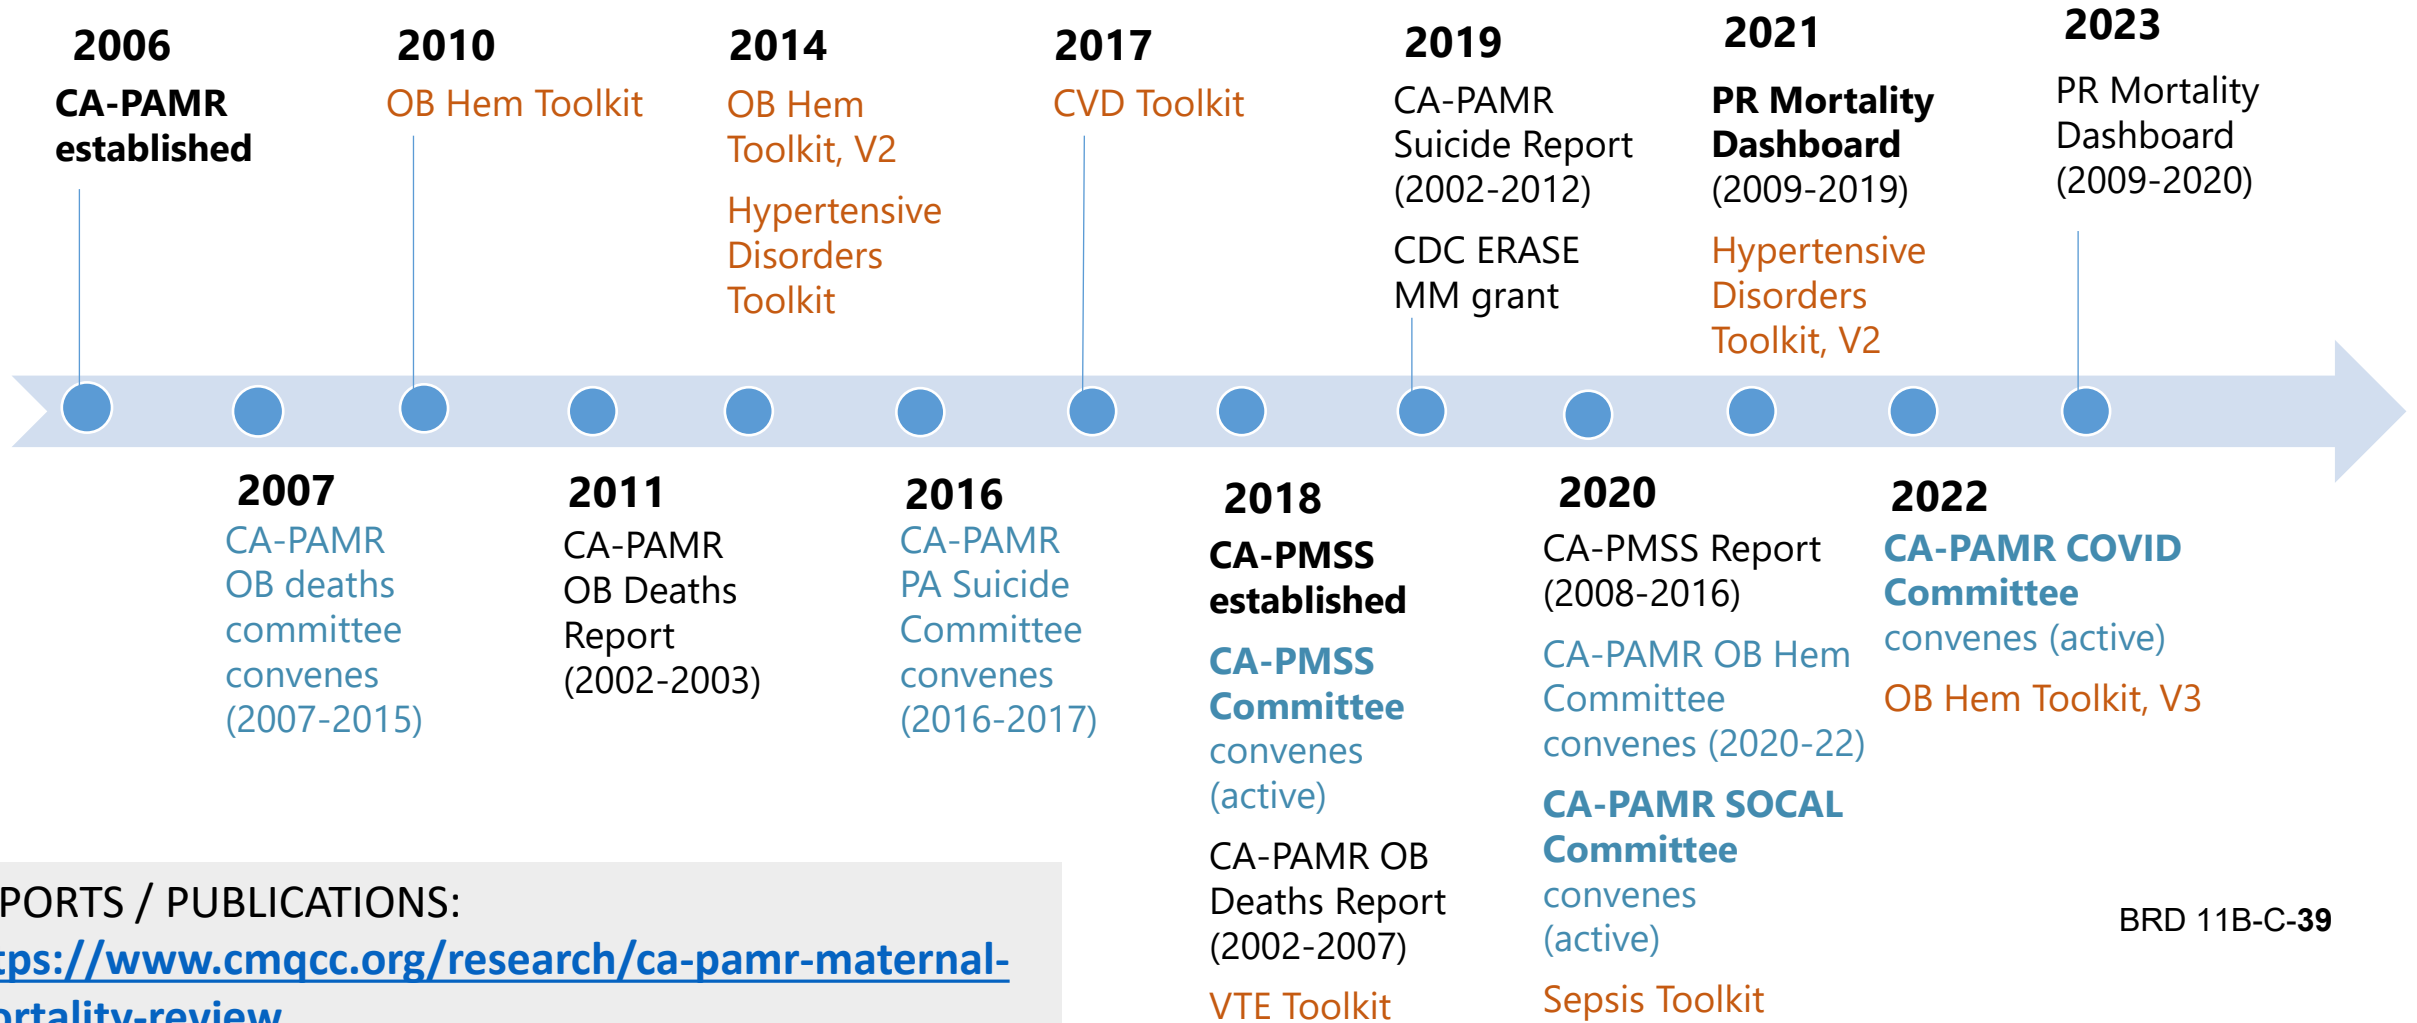 2006
CA-PAMR
established
2010
OB Hem Toolkit
2014
OB Hem
Toolkit, V2
Hypertensive
Disorders
Toolkit
2017
CVD Toolkit
2019
CA-PAMR
Suicide Report
(2002-2012)
CDC ERASE
MM grant
2021
PR Mortality
Dashboard
(2009-2019)
Hypertensive
Disorders
Toolkit, V2
2023
PR Mortality
Dashboard
(2009-2020)
2007
CA-PAMR
OB deaths
committee
convenes
(2007-2015)
2011
CA-PAMR
OB Deaths
Report
(2002-2003)
2016
CA-PAMR
PA Suicide
Committee
convenes
(2016-2017)
2018
CA-PMSS
established
CA-PMSS
Committee
convenes
(active)
CA-PAMR OB
Deaths Report
(2002-2007)
VTE Toolkit
2020
CA-PMSS Report
(2008-2016)
CA-PAMR OB Hem
Committee
convenes (2020-22)
CA-PAMR SOCAL
Committee
convenes
(active)
Sepsis Toolkit
2022
CA-PAMR COVID
Committee
convenes (active)
OB Hem Toolkit, V3
PORTS / PUBLICATIONS:
tps://www.cmqcc.org/research/ca-pamr-maternal-
ortality-review
BRD 11B-C-39